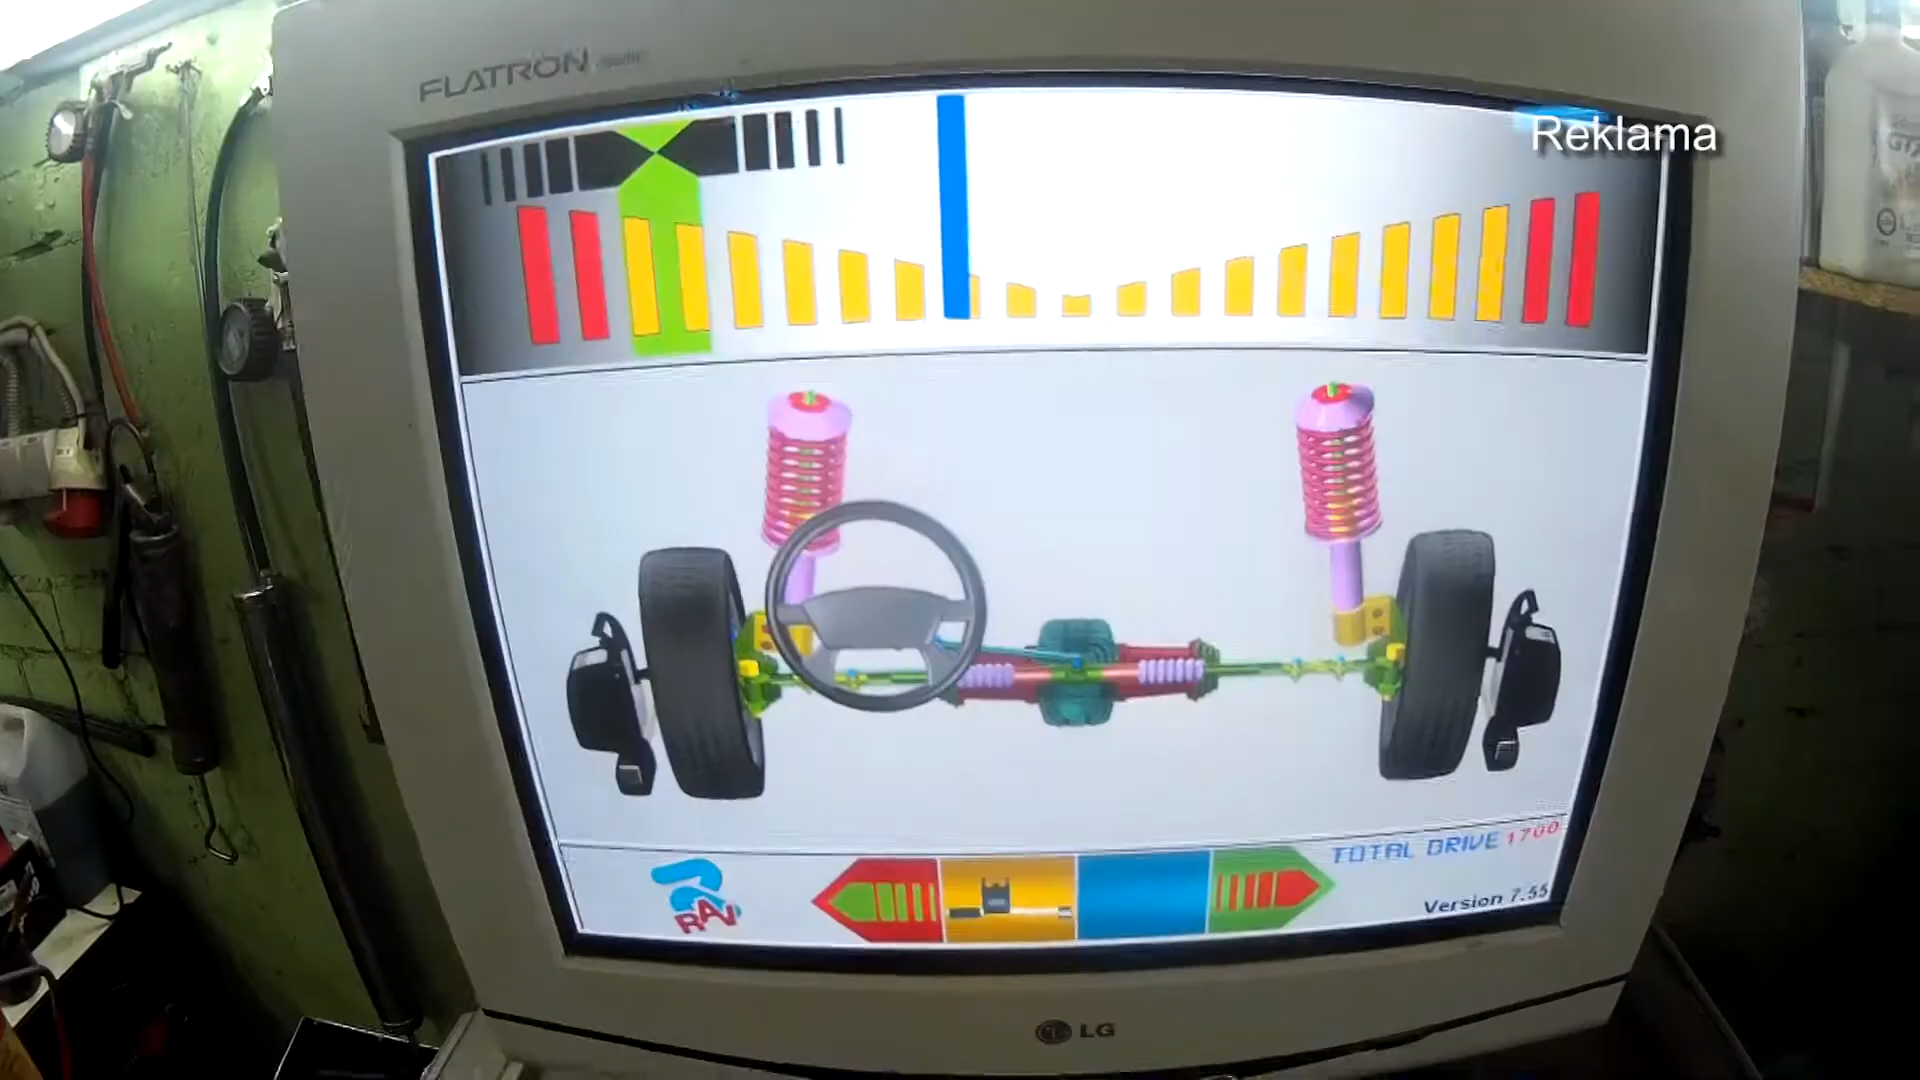 FLATRON
Reklama
TOTAL DRIVE 1700
RAV
Version 7.55
LG